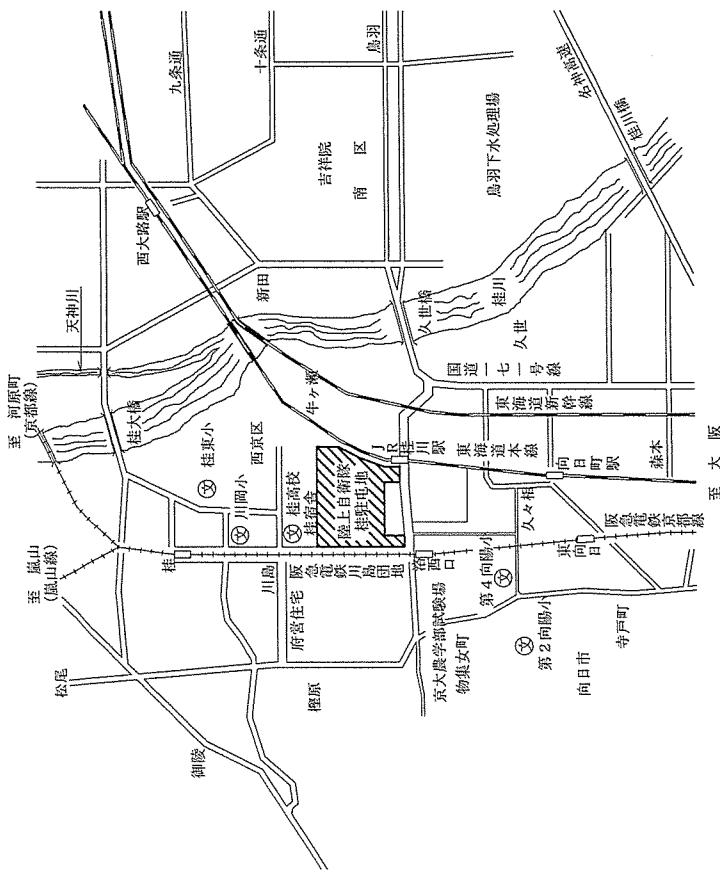 至 河原町
(京都線)
天神川
西大路駅
九条通
十条通
鳥羽
吉祥院
南区
鳥羽下水処理場
名神高速
桂川橋
新田
桂大橋
久世橋
桂川
久世
国道一七一号線
東海道新幹線
牛ヶ瀬
JR桂川駅
東海道本線
向日町駅
森本
至 大阪
桂東小
文
西京区
川岡小
文
桂高校
文
桂宿舎
陸上自衛隊
桂駐屯地
至 嵐山
(嵐山線)
桂
川島
阪急電鉄川島団地
府営住宅
洛西口
久々相
第4向陽小
文
東向日
阪急電鉄京都線
京大農学部試験場
物集女町
文
第2向陽小
向日市
寺戸町
松尾
樫原
御陵